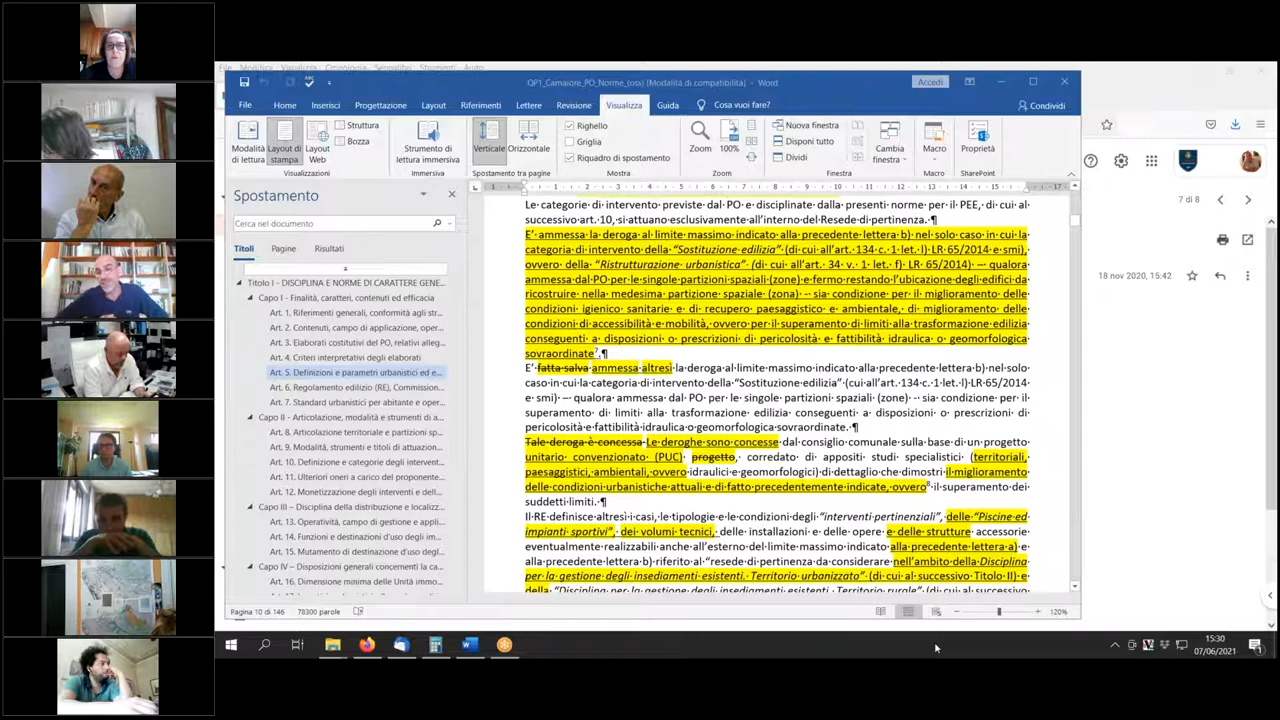 File Modifica Visualizza Cronologia Segnalibri Strumenti Aiuto
QP1_Camaiore_PO_Norme_(oss) [Modalità di compatibilità] - Word
Accedi
File Home Inserisci Progettazione Layout Riferimenti Lettere Revisione Visualizza Guida Cosa vuoi fare?
Condividi
Modalità di lettura
Layout di stampa
Layout Web
Struttura
Bozza
Visualizzazioni
Strumento di lettura immersiva
Immersiva
Verticale
Orizzontale
Spostamento tra pagine
Righello
Griglia
Riquadro di spostamento
Mostra
Zoom
100%
Zoom
Nuova finestra
Disponi tutto
Dividi
Cambia finestra
Finestra
Macro
Macro
Proprietà
SharePoint
Spostamento
Cerca nel documento
Titoli Pagine Risultati
Titolo I - DISCIPLINA E NORME DI CARATTERE GENE...
Capo I - Finalità, caratteri, contenuti ed efficacia
Art. 1. Riferimenti generali, conformità agli str...
Art. 2. Contenuti, campo di applicazione, oper...
Art. 3. Elaborati costitutivi del PO, relativi alleg...
Art. 4. Criteri interpretativi degli elaborati
Art. 5. Definizioni e parametri urbanistici ed e...
Art. 6. Regolamento edilizio (RE), Commission...
Art. 7. Standard urbanistici per abitante e oper...
Capo II - Articolazione, modalità e strumenti di a...
Art. 8. Articolazione territoriale e partizioni sp...
Art. 9. Modalità, strumenti e titoli di attuazion...
Art. 10. Definizione e categorie degli intervent...
Art. 11. Ulteriori oneri a carico del proponente...
Art. 12. Monetizzazione degli interventi e dell...
Capo III – Disciplina della distribuzione e localizz...
Art. 13. Operatività, campo di gestione e appli...
Art. 14. Funzioni e destinazioni d'uso degli im...
Art. 15. Mutamento di destinazione d'uso degl...
Capo IV – Disposizioni generali concernenti la ca...
Art. 16. Dimensione minima delle Unità immo...
Le categorie di intervento previste dal PO e disciplinate dalla presenti norme per il PEE, di cui al
successivo art. 10, si attuano esclusivamente all'interno del Resede di pertinenza. ¶
E' ammessa la deroga al limite massimo indicato alla precedente lettera b) nel solo caso in cui la
categoria di intervento della "Sostituzione edilizia" (di cui all'art. 134 c. 1 let. l) LR 65/2014 e smi),
ovvero della "Ristrutturazione urbanistica" (di cui all'art. 34 v. 1 let. f) LR 65/2014) – qualora
ammessa dal PO per le singole partizioni spaziali (zone) e fermo restando l'ubicazione degli edifici da
ricostruire nella medesima partizione spaziale (zona) – sia condizione per il miglioramento delle
condizioni igienico sanitarie e di recupero paesaggistico e ambientale, di quelle delle
condizioni di accessibilità e mobilità, ovvero per il superamento di limiti alla trasformazione edilizia
conseguenti a disposizioni o prescrizioni di pericolosità e fattibilità idraulica o geomorfologica
sovraordinate7. ¶
E' fatta salva ammessa altresì la deroga al limite massimo indicato alla precedente lettera b) nel solo
caso in cui la categoria di intervento della "Sostituzione edilizia" (cui all'art. 134 c. 1 let. l) LR 65/2014
e smi) – qualora ammessa dal PO per le singole partizioni spaziali (zone) – sia condizione per il
superamento di limiti alla trasformazione edilizia conseguenti a disposizioni o prescrizioni di
pericolosità e fattibilità idraulica o geomorfologica sovraordinate. ¶
Tale deroga è concessa Le deroghe sono concesse dal consiglio comunale sulla base di un progetto
unitario convenzionato (PUC) progetto, corredato di appositi studi specialistici (territoriali,
paesaggistici, ambientali, ovvero idraulici e geomorfologici) di dettaglio che dimostri il miglioramento
delle condizioni urbanistiche attuali e di fatto precedentemente indicate, ovvero8 il superamento dei
suddetti limiti. ¶
Il RE definisce altresì i casi, le tipologie e le condizioni degli "interventi pertinenziali", delle "Piscine ed
impianti sportivi", dei volumi tecnici, delle installazioni e delle opere e delle strutture accessorie
eventualmente realizzabili anche all'esterno del limite massimo indicato alla precedente lettera a) e
alla precedente lettera b) riferito al "resede di pertinenza da considerare nell'ambito della Disciplina
per la gestione degli insediamenti esistenti. Territorio urbanizzato" (di cui al successivo Titolo II) e
della "Disciplina per la gestione degli insediamenti esistenti Territorio rurale" (di cui al successivo
Pagina 10 di 146 78300 parole
120%
7 di 8
18 nov 2020, 15:42
15:30
07/06/2021